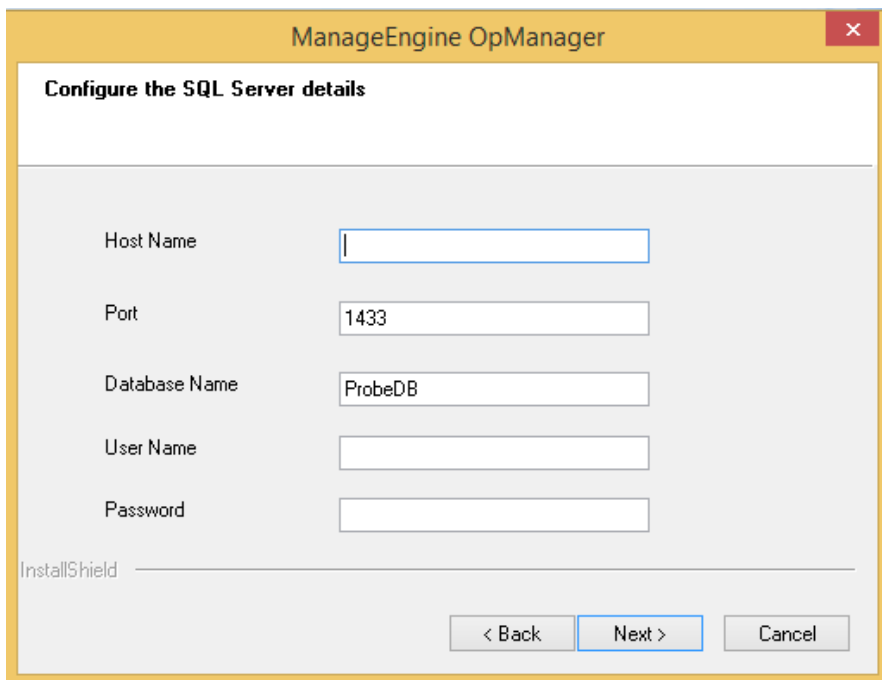 ManageEngine OpManager
Configure the SQL Server details
Host Name
Port 1433
Database Name ProbeDB
User Name
Password
InstallShield
< Back Next > Cancel